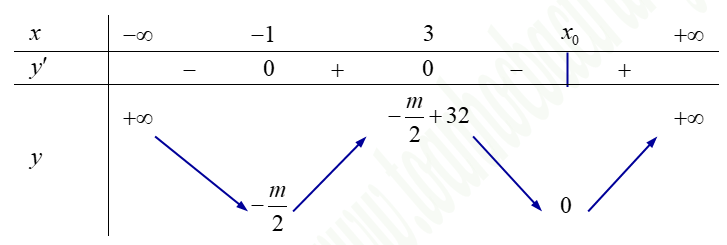 x −∞ −1 3 x₀ +∞
y′ − 0 + 0 − +
+∞ −m/2 + 32 +∞
y
−m/2 0